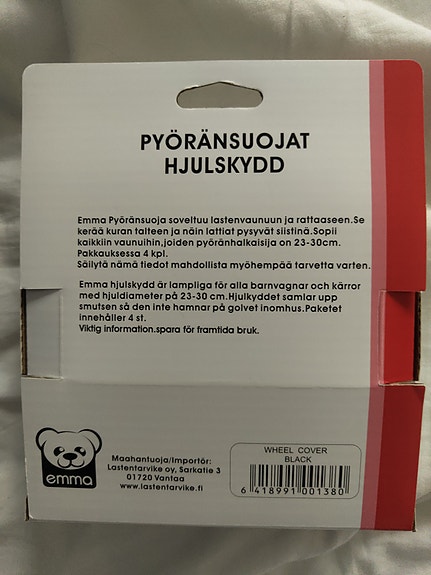 PYÖRÄNSUOJAT
HJULSKYDD
Emma Pyöränsuoja soveltuu lastenvaunuun ja rattaaseen.Se
kerää kuran talteen ja näin lattiat pysyvät siistinä.Sopii
kaikkiin vaunuihin,joiden pyöränhalkaisija on 23-30cm.
Pakkauksessa 4 kpl.
Säilytä nämä tiedot mahdollista myöhempää tarvetta varten.
Emma hjulskydd är lampliga för alla barnvagnar och kärror
med hjuldiameter på 23-30 cm.Hjulkyddet samlar upp
smutsen så den inte hamnar på golvet inomhus.Paketet
innehåller 4 st.
Viktig information.spara för framtida bruk.
emma
Maahantuoja/Importör:
Lastentarvike oy, Sarkatie 3
01720 Vantaa
www.lastentarvike.fi
WHEEL COVER
BLACK
6 418991 001380